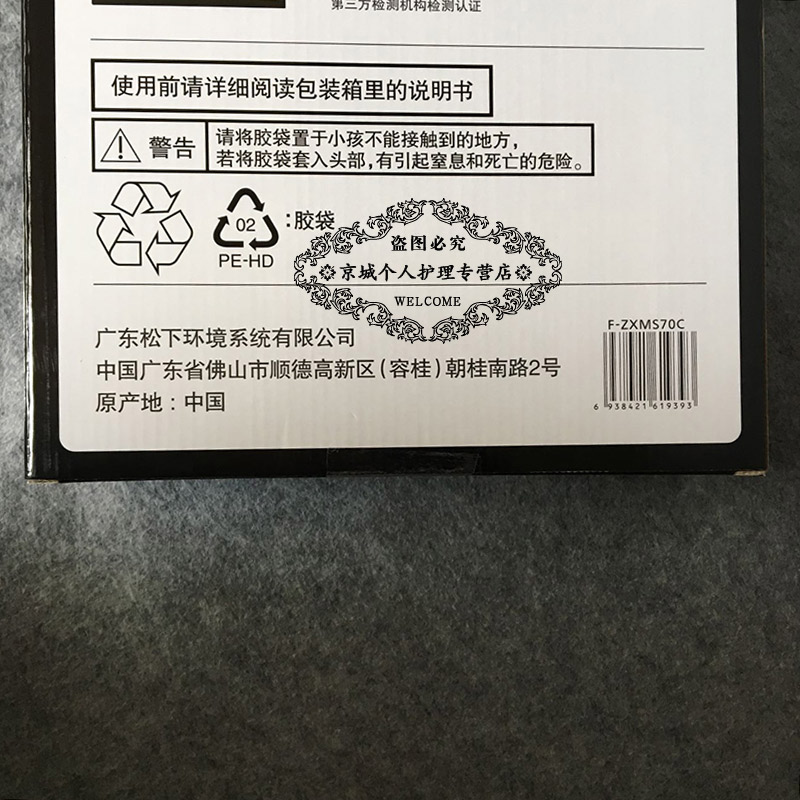 第三方检测机构检测认证
使用前请详细阅读包装箱里的说明书
警告
请将胶袋置于小孩不能接触到的地方，
若将胶袋套入头部，有引起窒息和死亡的危险。
02
PE-HD
：胶袋
盗图必究
京城个人护理专营店
WELCOME
广东松下环境系统有限公司
中国广东省佛山市顺德高新区（容桂）朝桂南路2号
原产地：中国
F-ZXMS70C
6 938421 619393